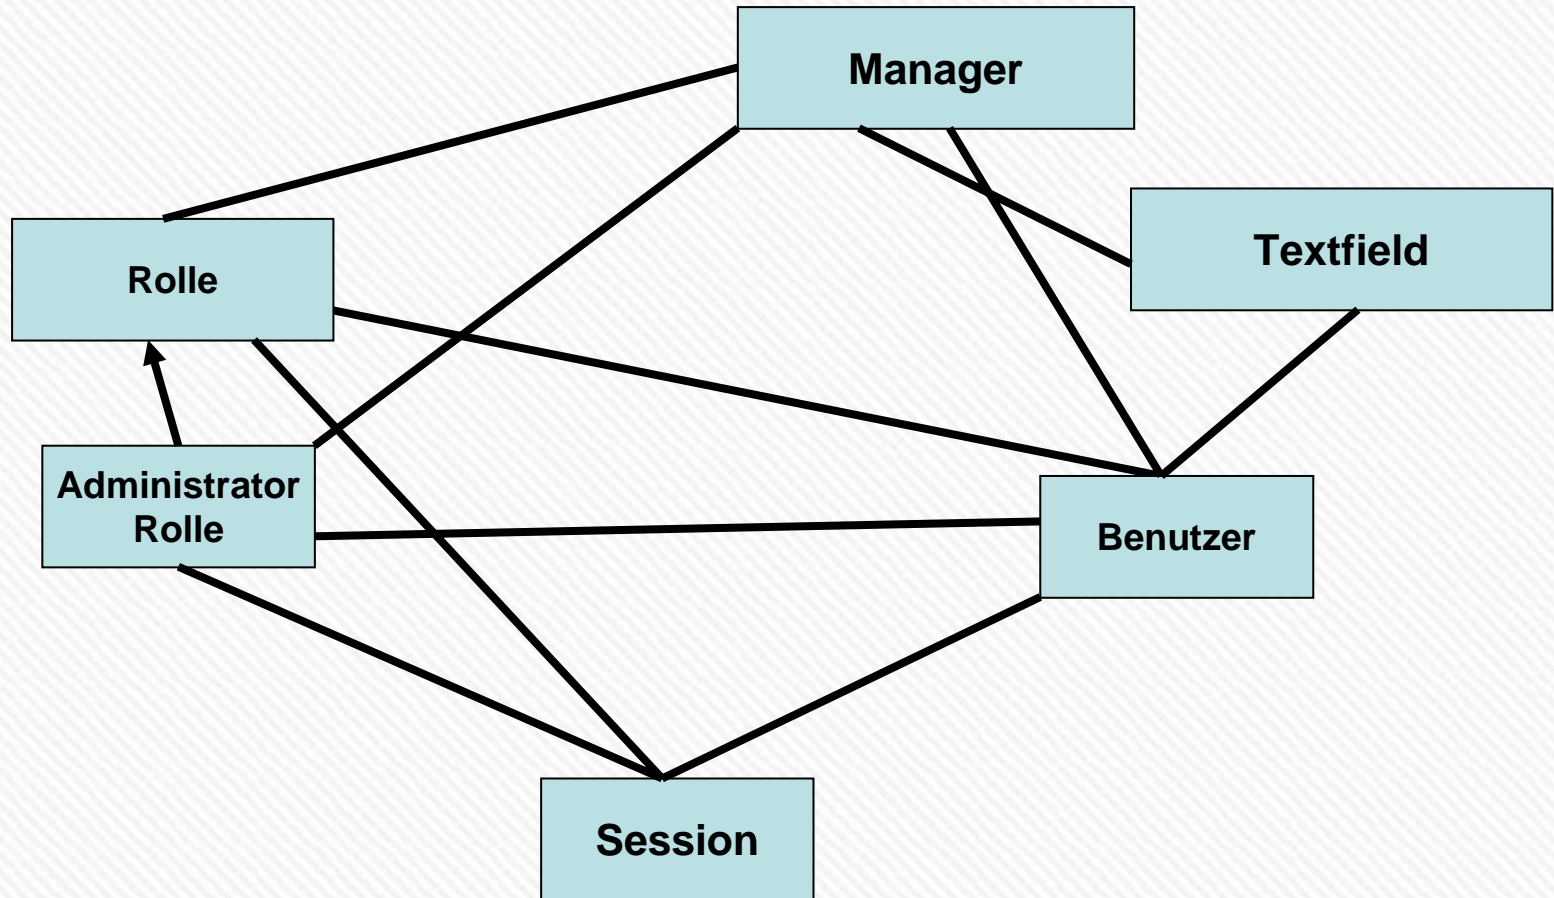 Manager
Textfield
Rolle
Administrator
Rolle
Benutzer
Session